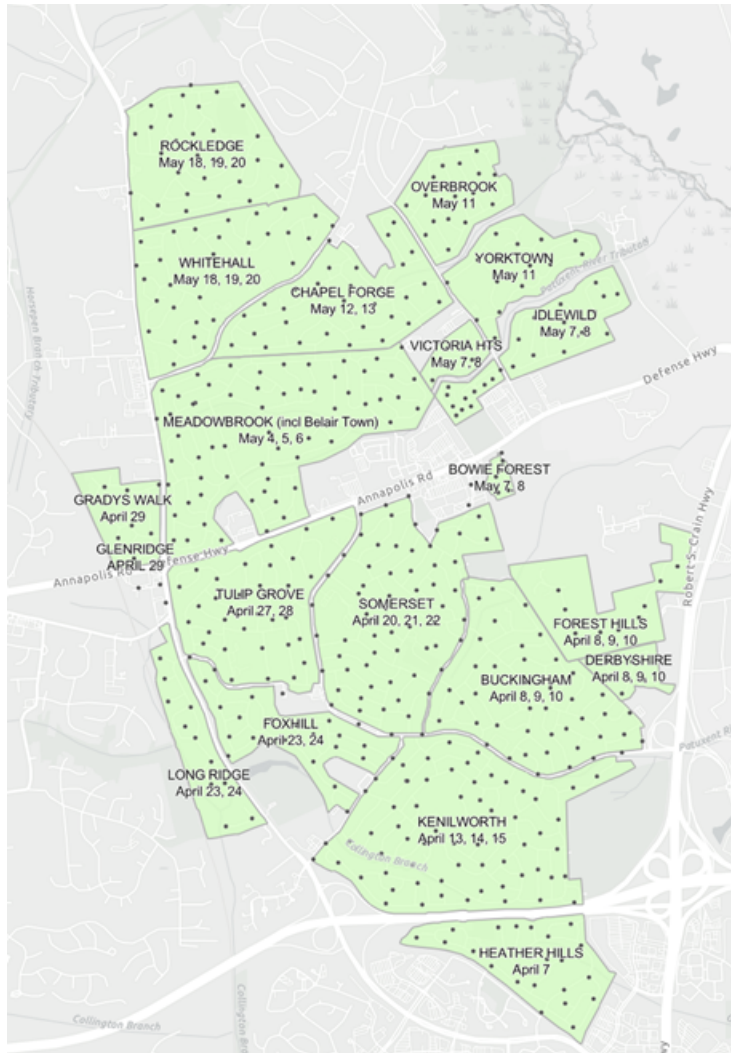 ROCKLEDGE
May 18, 19, 20
OVERBROOK
May 11
WHITEHALL
May 18, 19, 20
YORKTOWN
May 11
CHAPEL FORGE
May 12, 13
IDLEWILD
May 7, 8
VICTORIA HTS
May 7, 8
Horsepen Branch Tributary
Defense Hwy
MEADOWBROOK (incl Belair Town)
May 4, 5, 6
BOWIE FOREST
May 7, 8
Annapolis Rd
GRADYS WALK
April 29
GLENRIDGE
APRIL 29
Defense Hwy
Annapolis Rd
Robert S. Crain Hwy
TULIP GROVE
April 27, 28
SOMERSET
April 20, 21, 22
FOREST HILLS
April 8, 9, 10
DERBYSHIRE
April 8, 9, 10
BUCKINGHAM
April 8, 9, 10
FOXHILL
April 23, 24
LONG RIDGE
April 23, 24
KENILWORTH
April 13, 14, 15
Collington Branch
HEATHER HILLS
April 7
Collington Branch